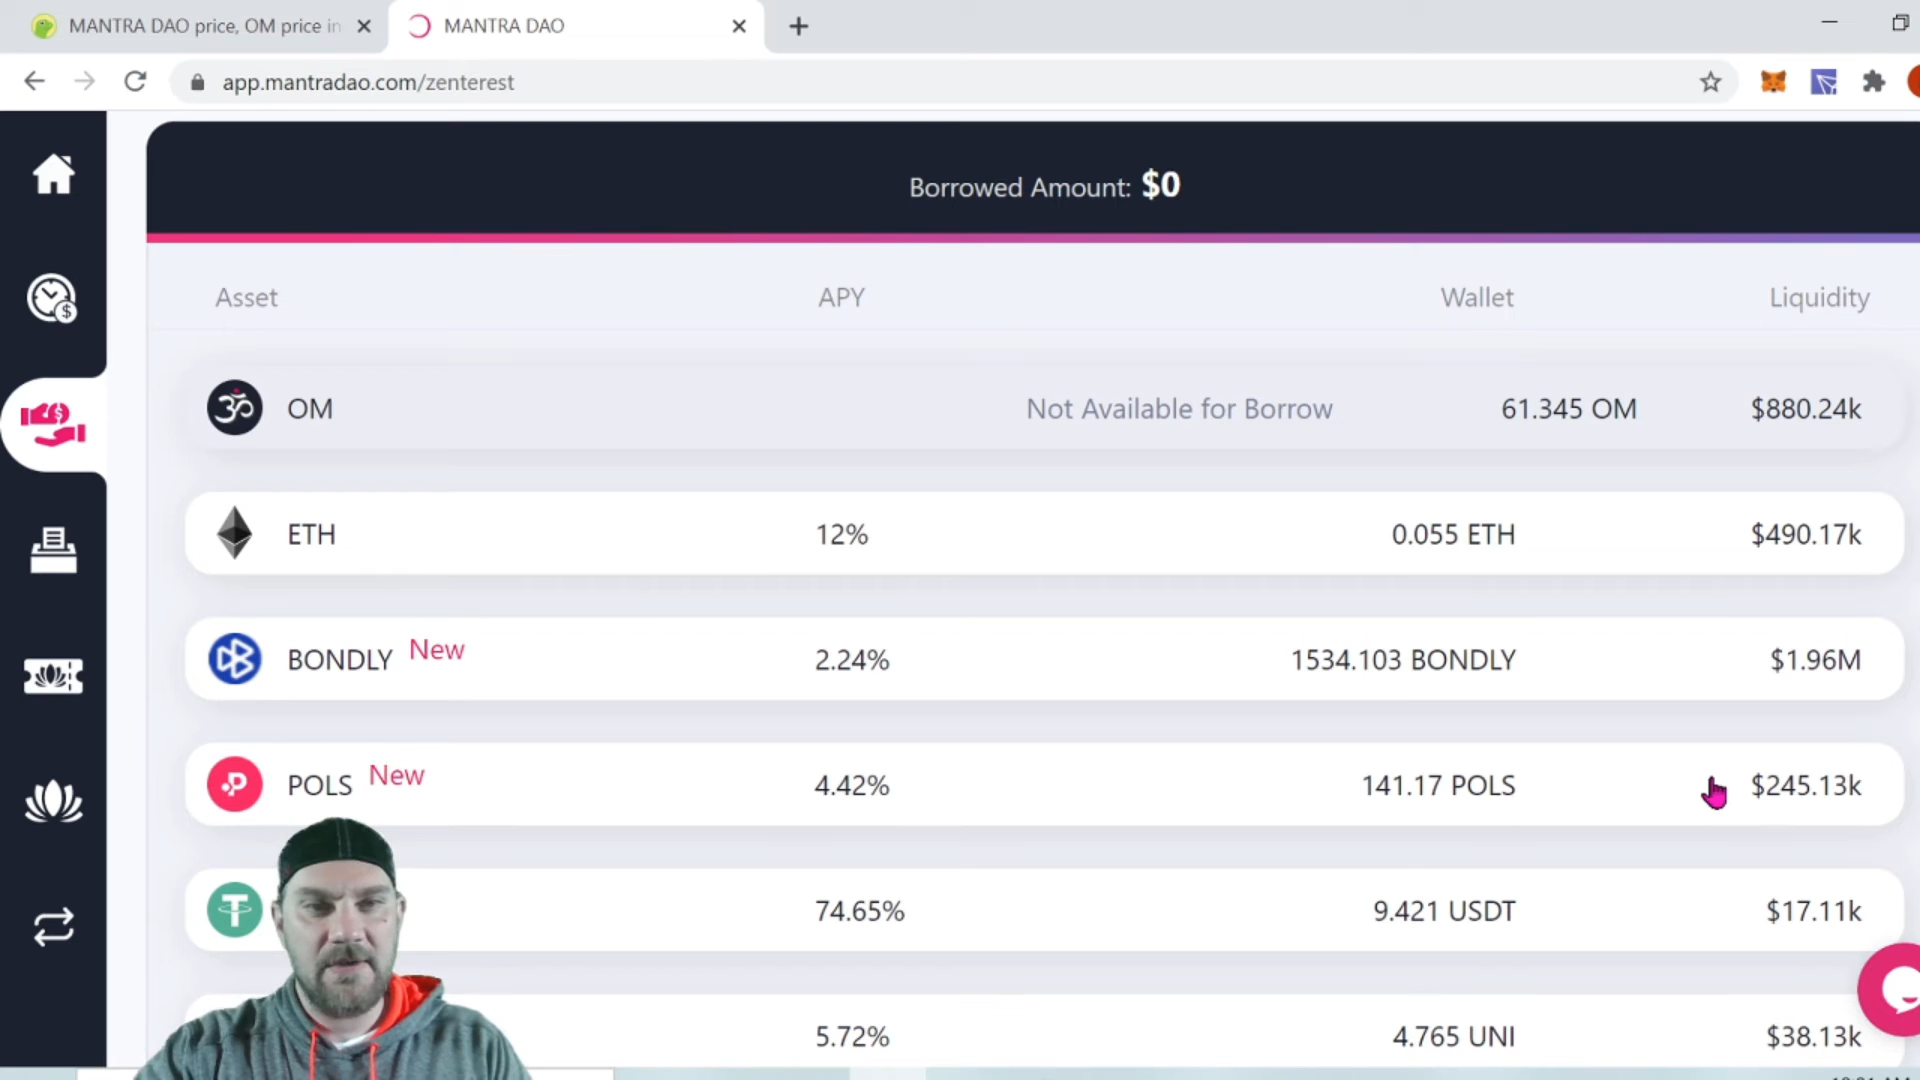 MANTRA DAO price, OM price in
MANTRA DAO
app.mantradao.com/zenterest
Borrowed Amount: $0
Asset APY Wallet Liquidity
OM Not Available for Borrow 61.345 OM $880.24k
ETH 12% 0.055 ETH $490.17k
BONDLY New 2.24% 1534.103 BONDLY $1.96M
POLS New 4.42% 141.17 POLS $245.13k
74.65% 9.421 USDT $17.11k
5.72% 4.765 UNI $38.13k